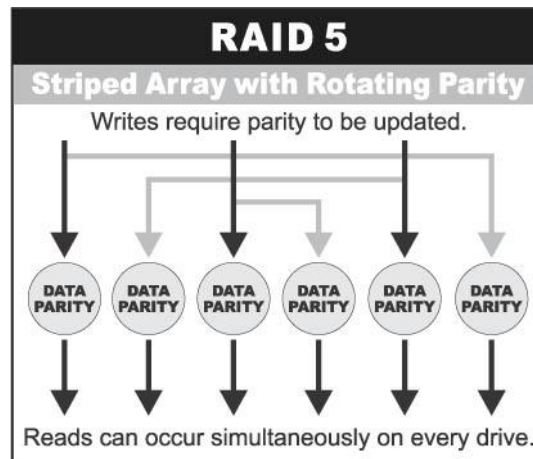 RAID 5
Striped Array with Rotating Parity
Writes require parity to be updated.
DATA PARITY
DATA PARITY
DATA PARITY
DATA PARITY
DATA PARITY
DATA PARITY
Reads can occur simultaneously on every drive.